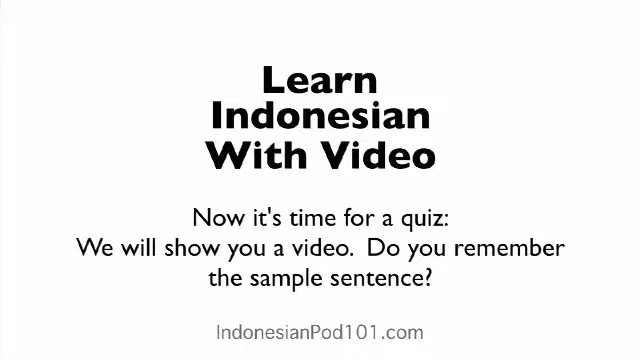 Learn
Indonesian
With Video
Now it's time for a quiz:
We will show you a video.  Do you remember
the sample sentence?
IndonesianPod101.com